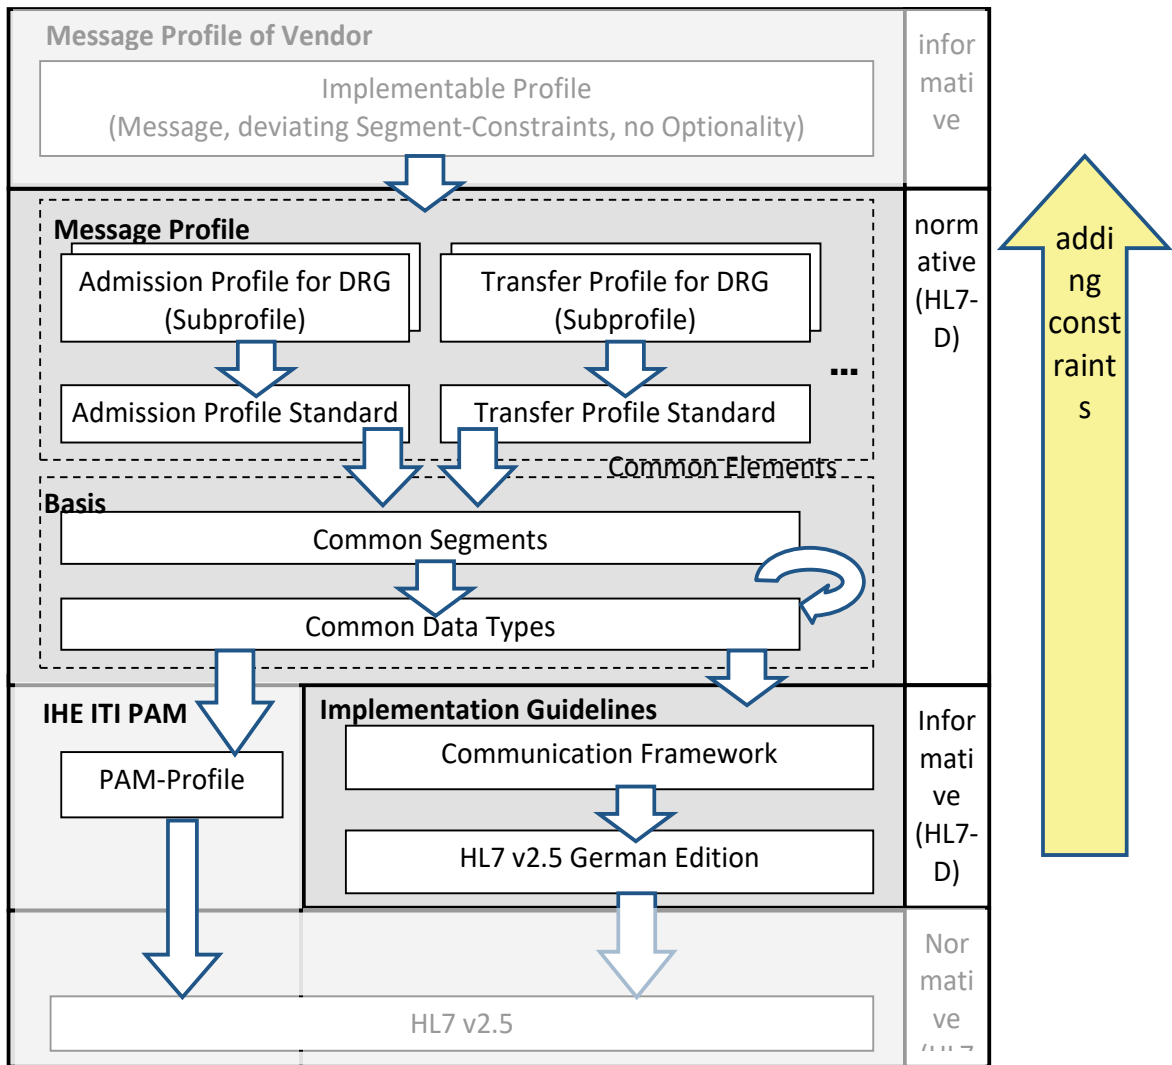 Message Profile of Vendor
Implementable Profile
(Message, deviating Segment-Constraints, no Optionality)
infor
mati
ve
Message Profile
Admission Profile for DRG
(Subprofile)
Transfer Profile for DRG
(Subprofile)
...
Admission Profile Standard
Transfer Profile Standard
norm
ative
(HL7-
D)
addi
ng
const
raint
s
Common Elements
Basis
Common Segments
Common Data Types
IHE ITI PAM
PAM-Profile
Implementation Guidelines
Communication Framework
HL7 v2.5 German Edition
Infor
mati
ve
(HL7-
D)
HL7 v2.5
Nor
mati
ve
(HL7